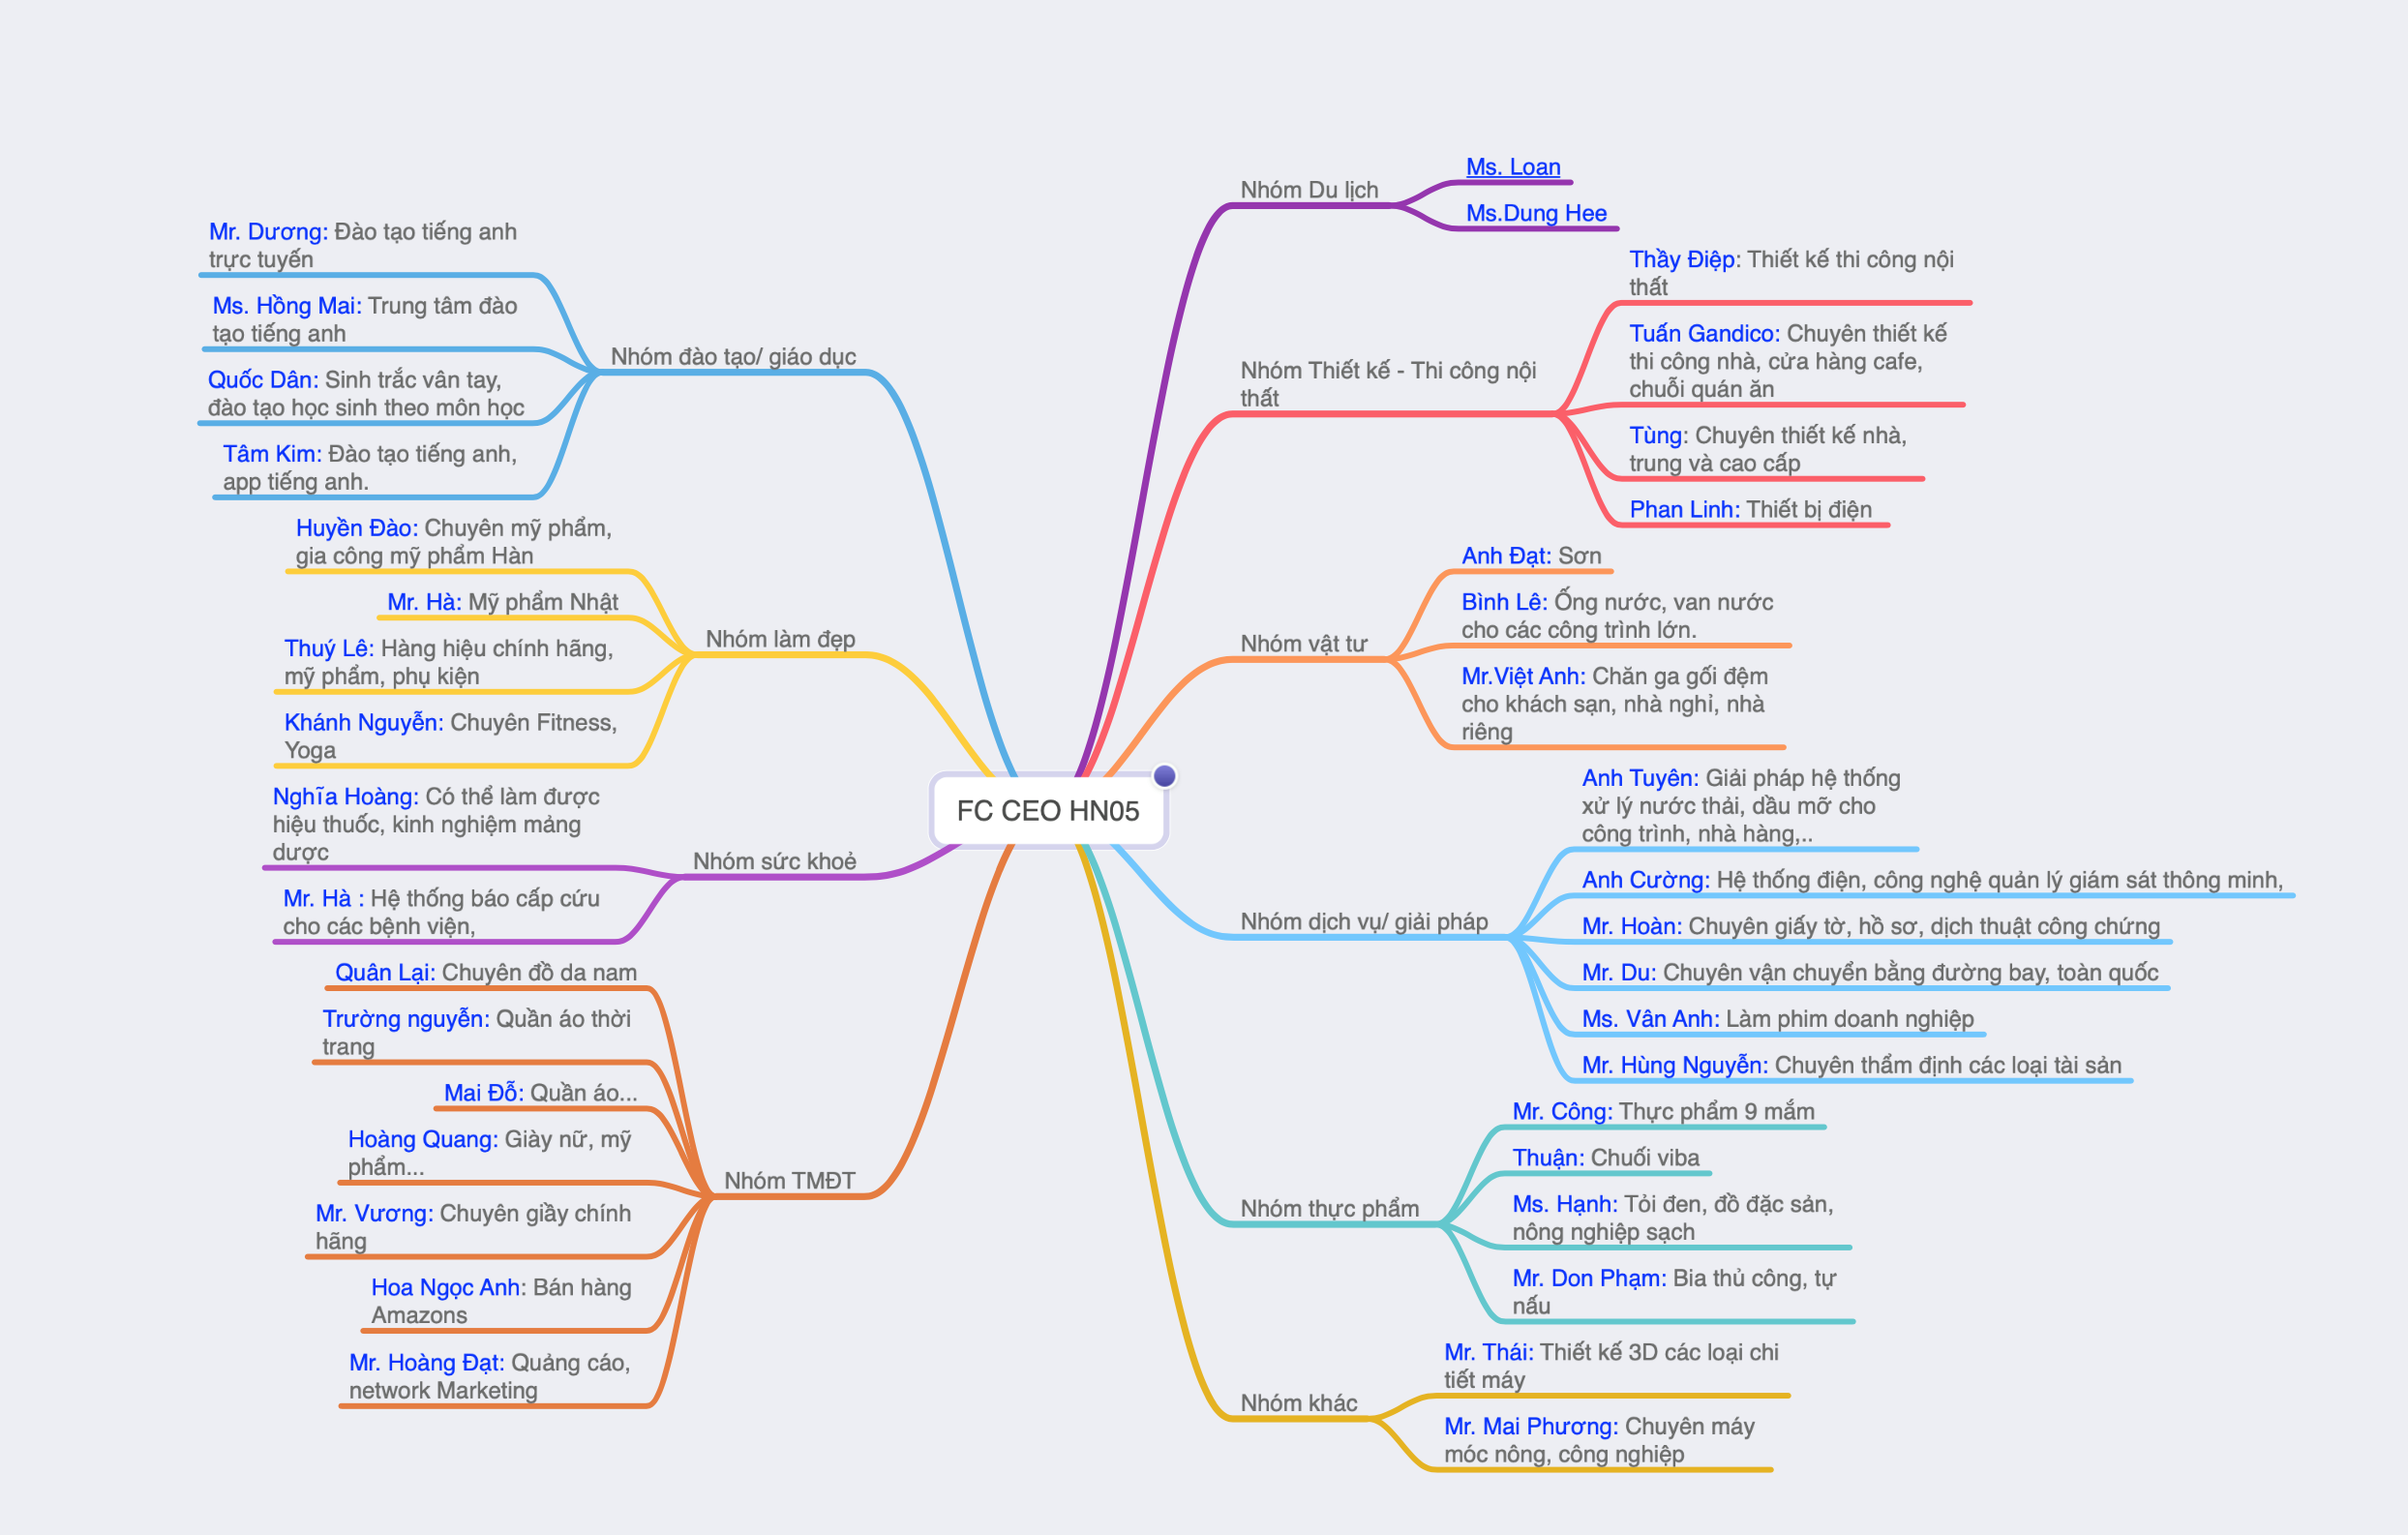 FC CEO HN05
Nhóm Du lịch
Ms. Loan
Ms.Dung Hee
Nhóm Thiết kế - Thi công nội
thất
Thầy Điệp: Thiết kế thi công nội
thất
Tuấn Gandico: Chuyên thiết kế
thi công nhà, cửa hàng cafe,
chuỗi quán ăn
Tùng: Chuyên thiết kế nhà,
trung và cao cấp
Phan Linh: Thiết bị điện
Nhóm vật tư
Anh Đạt: Sơn
Bình Lê: Ống nước, van nước
cho các công trình lớn.
Mr.Việt Anh: Chăn ga gối đệm
cho khách sạn, nhà nghỉ, nhà
riêng
Nhóm dịch vụ/ giải pháp
Anh Tuyên: Giải pháp hệ thống
xử lý nước thải, dầu mỡ cho
công trình, nhà hàng,..
Anh Cường: Hệ thống điện, công nghệ quản lý giám sát thông minh,
Mr. Hoàn: Chuyên giấy tờ, hồ sơ, dịch thuật công chứng
Mr. Du: Chuyên vận chuyển bằng đường bay, toàn quốc
Ms. Vân Anh: Làm phim doanh nghiệp
Mr. Hùng Nguyễn: Chuyên thẩm định các loại tài sản
Nhóm thực phẩm
Mr. Công: Thực phẩm 9 mắm
Thuận: Chuối viba
Ms. Hạnh: Tỏi đen, đồ đặc sản,
nông nghiệp sạch
Mr. Don Phạm: Bia thủ công, tự
nấu
Nhóm khác
Mr. Thái: Thiết kế 3D các loại chi
tiết máy
Mr. Mai Phương: Chuyên máy
móc nông, công nghiệp
Nhóm đào tạo/ giáo dục
Mr. Dương: Đào tạo tiếng anh
trực tuyến
Ms. Hồng Mai: Trung tâm đào
tạo tiếng anh
Quốc Dân: Sinh trắc vân tay,
đào tạo học sinh theo môn học
Tâm Kim: Đào tạo tiếng anh,
app tiếng anh.
Nhóm làm đẹp
Huyền Đào: Chuyên mỹ phẩm,
gia công mỹ phẩm Hàn
Mr. Hà: Mỹ phẩm Nhật
Thuý Lê: Hàng hiệu chính hãng,
mỹ phẩm, phụ kiện
Khánh Nguyễn: Chuyên Fitness,
Yoga
Nhóm sức khoẻ
Nghĩa Hoàng: Có thể làm được
hiệu thuốc, kinh nghiệm mảng
dược
Mr. Hà : Hệ thống báo cấp cứu
cho các bệnh viện,
Nhóm TMĐT
Quân Lại: Chuyên đồ da nam
Trường nguyễn: Quần áo thời
trang
Mai Đỗ: Quần áo...
Hoàng Quang: Giày nữ, mỹ
phẩm...
Mr. Vương: Chuyên giầy chính
hãng
Hoa Ngọc Anh: Bán hàng
Amazons
Mr. Hoàng Đạt: Quảng cáo,
network Marketing